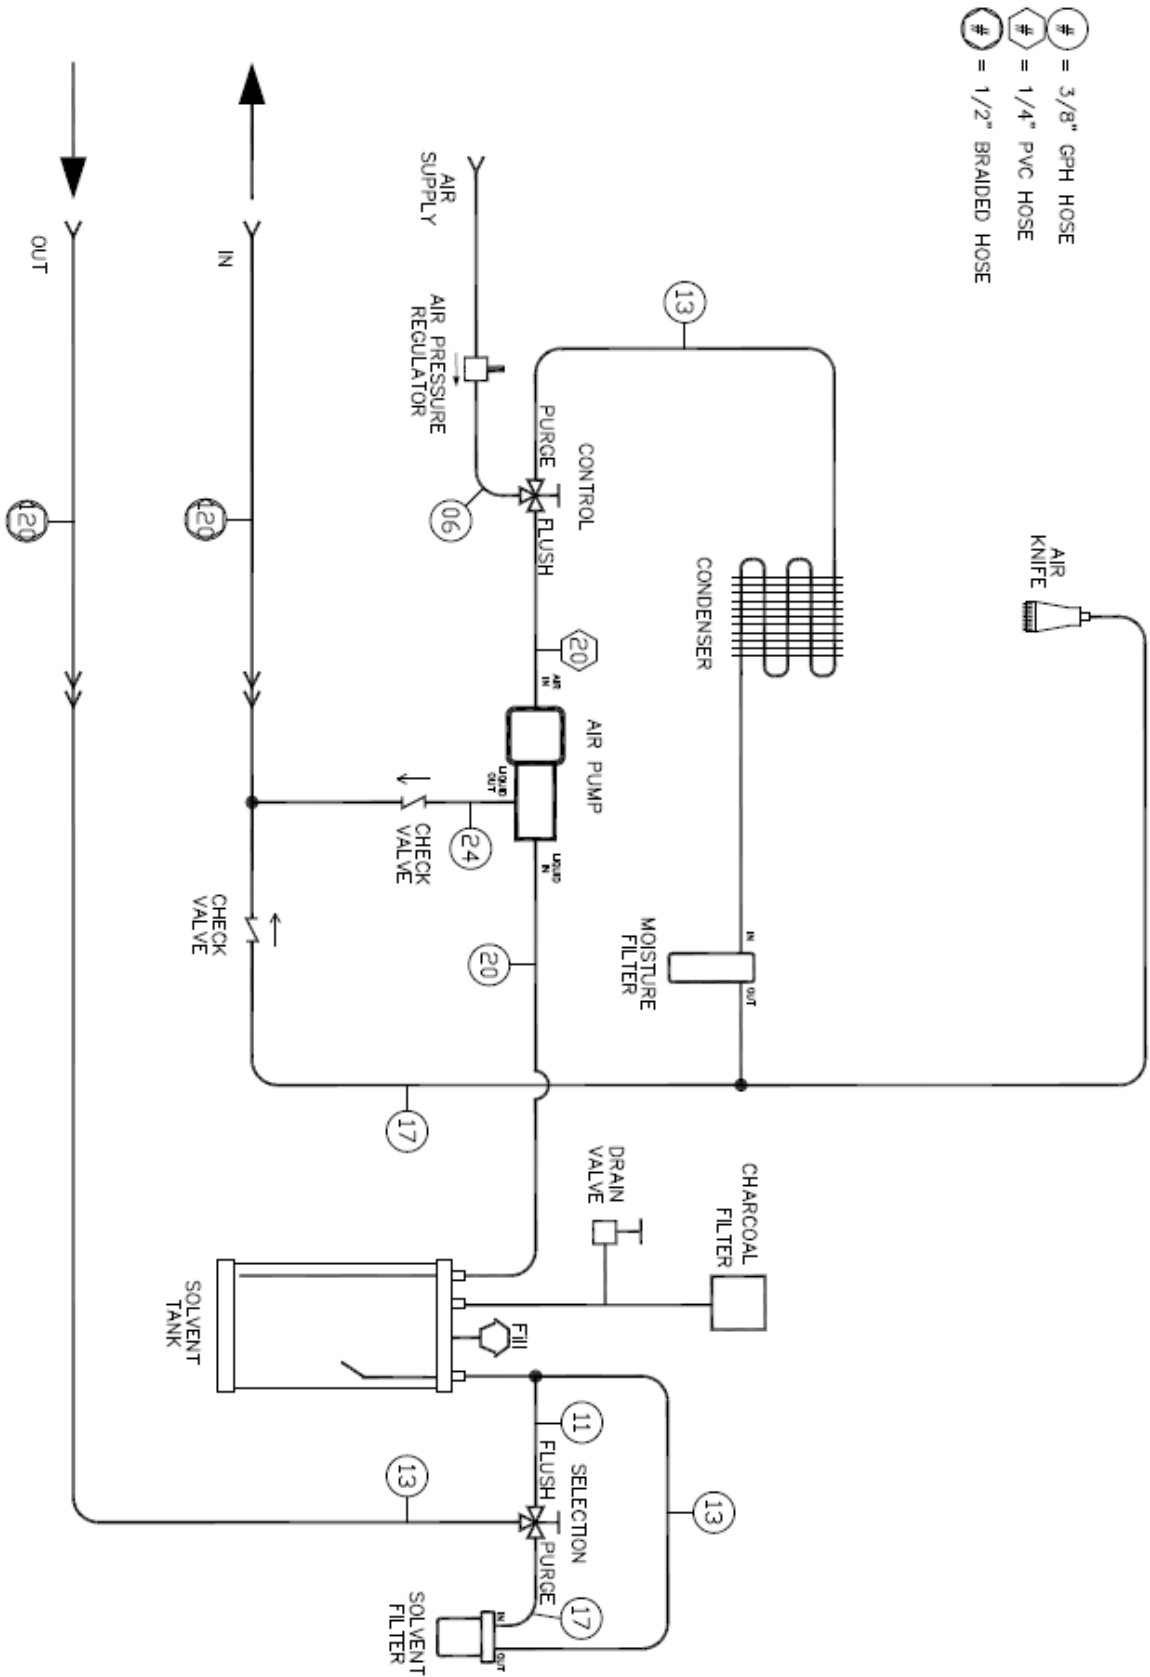 # = 3/8" GPH HOSE
# = 1/4" PVC HOSE
# = 1/2" BRAIDED HOSE
AIR
KNIFE
13
CONDENSER
IN
MOISTURE
FILTER
OUT
CHARCOAL
FILTER
13
AIR
SUPPLY
AIR PRESSURE
REGULATOR
CONTROL
PURGE
FLUSH
06
20
AIR
IN
AIR PUMP
LIQUID
OUT
LIQUID
IN
24
CHECK
VALVE
20
DRAIN
VALVE
Fill
11
FLUSH
SELECTION
PURGE
17
IN
OUT
SOLVENT
FILTER
17
13
IN
120
CHECK
VALVE
SOLVENT
TANK
OUT
120